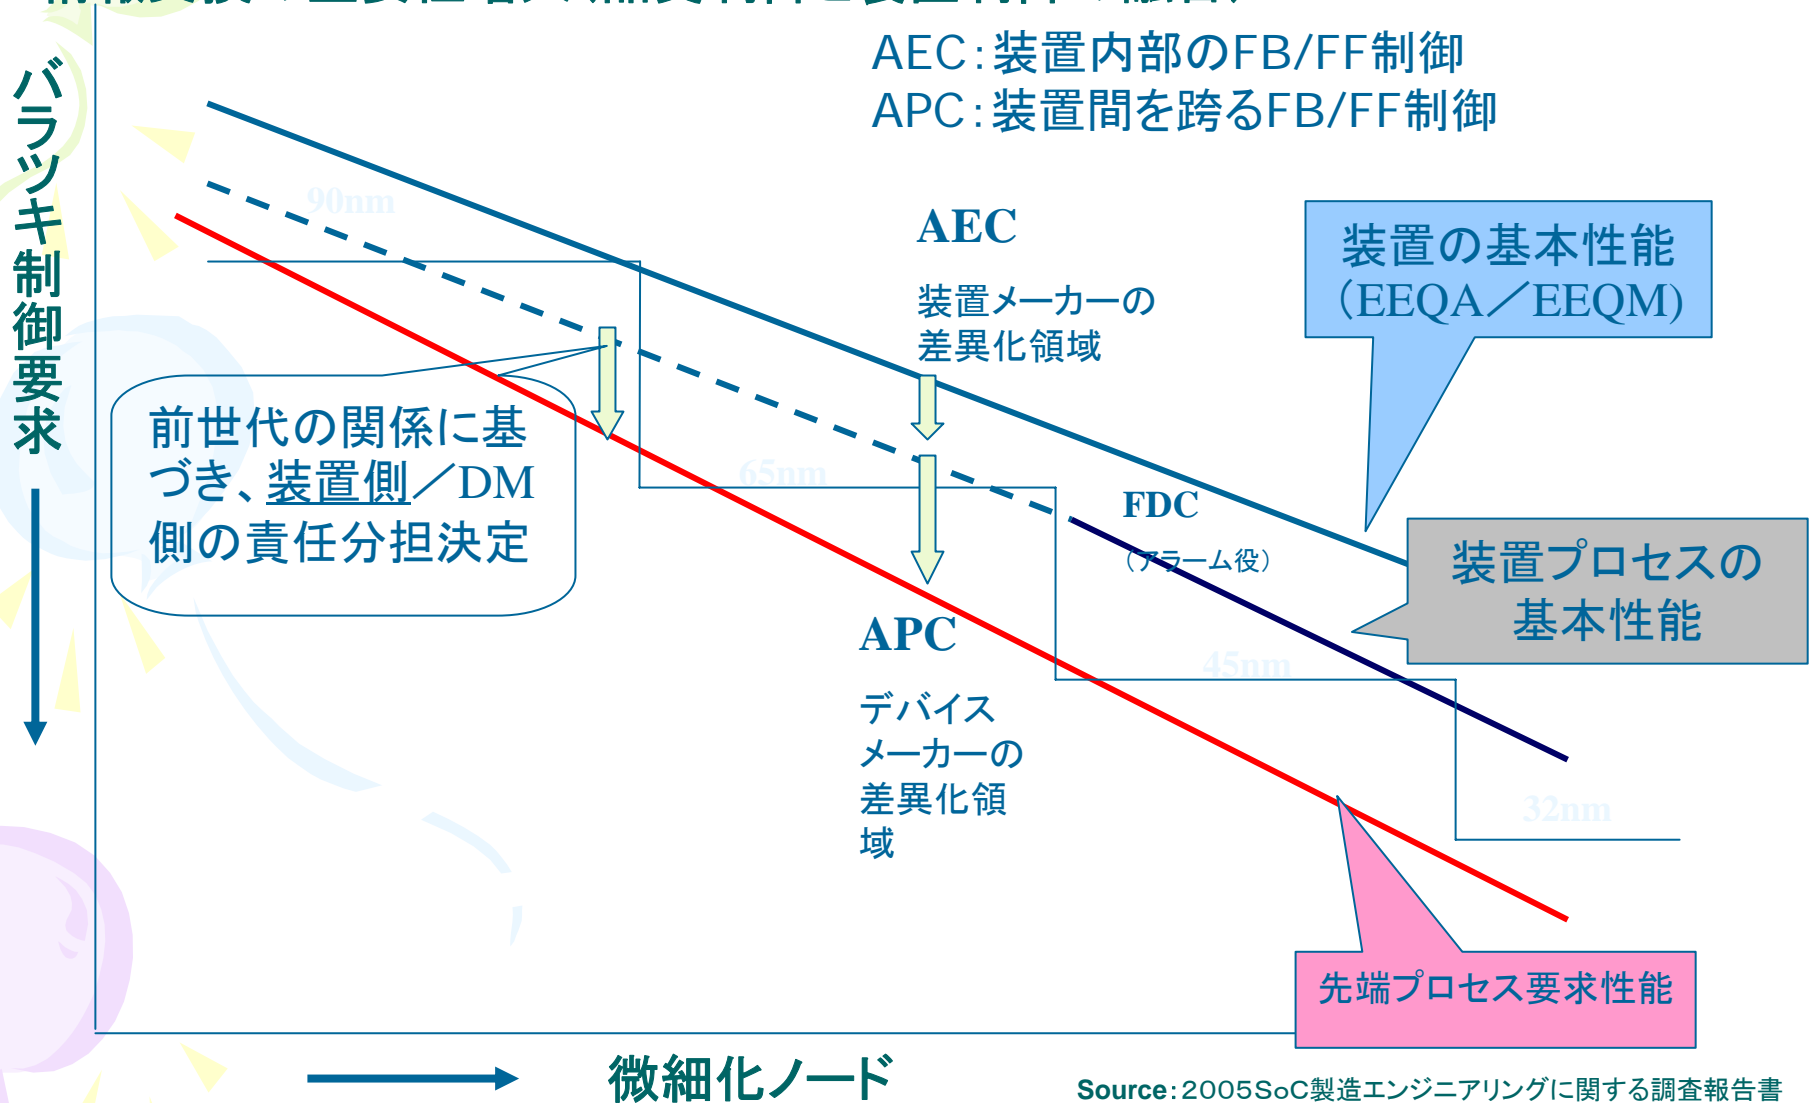 AEC：装置内部のFB/FF制御
APC：装置間を跨るFB/FF制御
バラツキ制御要求
90nm
AEC
装置メーカーの
差異化領域
装置の基本性能
（EEQA／EEQM)
前世代の関係に基
づき、装置側／DM
側の責任分担決定
65nm
FDC
（アラーム役）
装置プロセスの
基本性能
APC
デバイス
メーカーの
差異化領
域
45nm
32nm
先端プロセス要求性能
微細化ノード
Source：2005SoC製造エンジニアリングに関する調査報告書